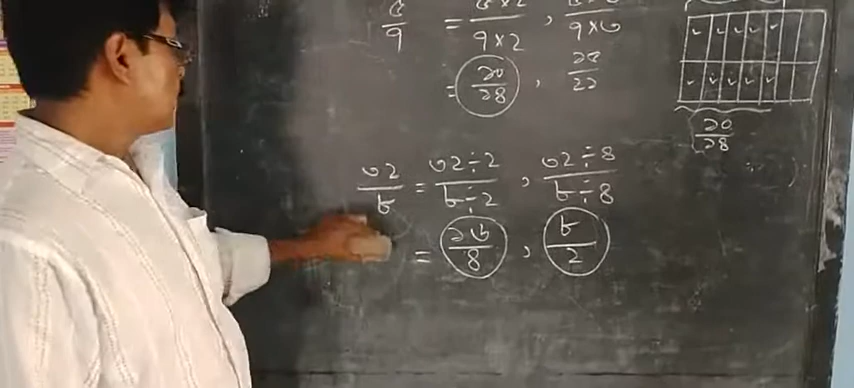 ৫/৭ = ৫×২/৭×২ , ৫×৩/৭×৩
= ১০/১৪ , ১৫/২১
১০/১৪
৩২/৮ = ৩২÷২/৮÷২ , ৩২÷৪/৮÷৪
= ১৬/৪ , ৮/২